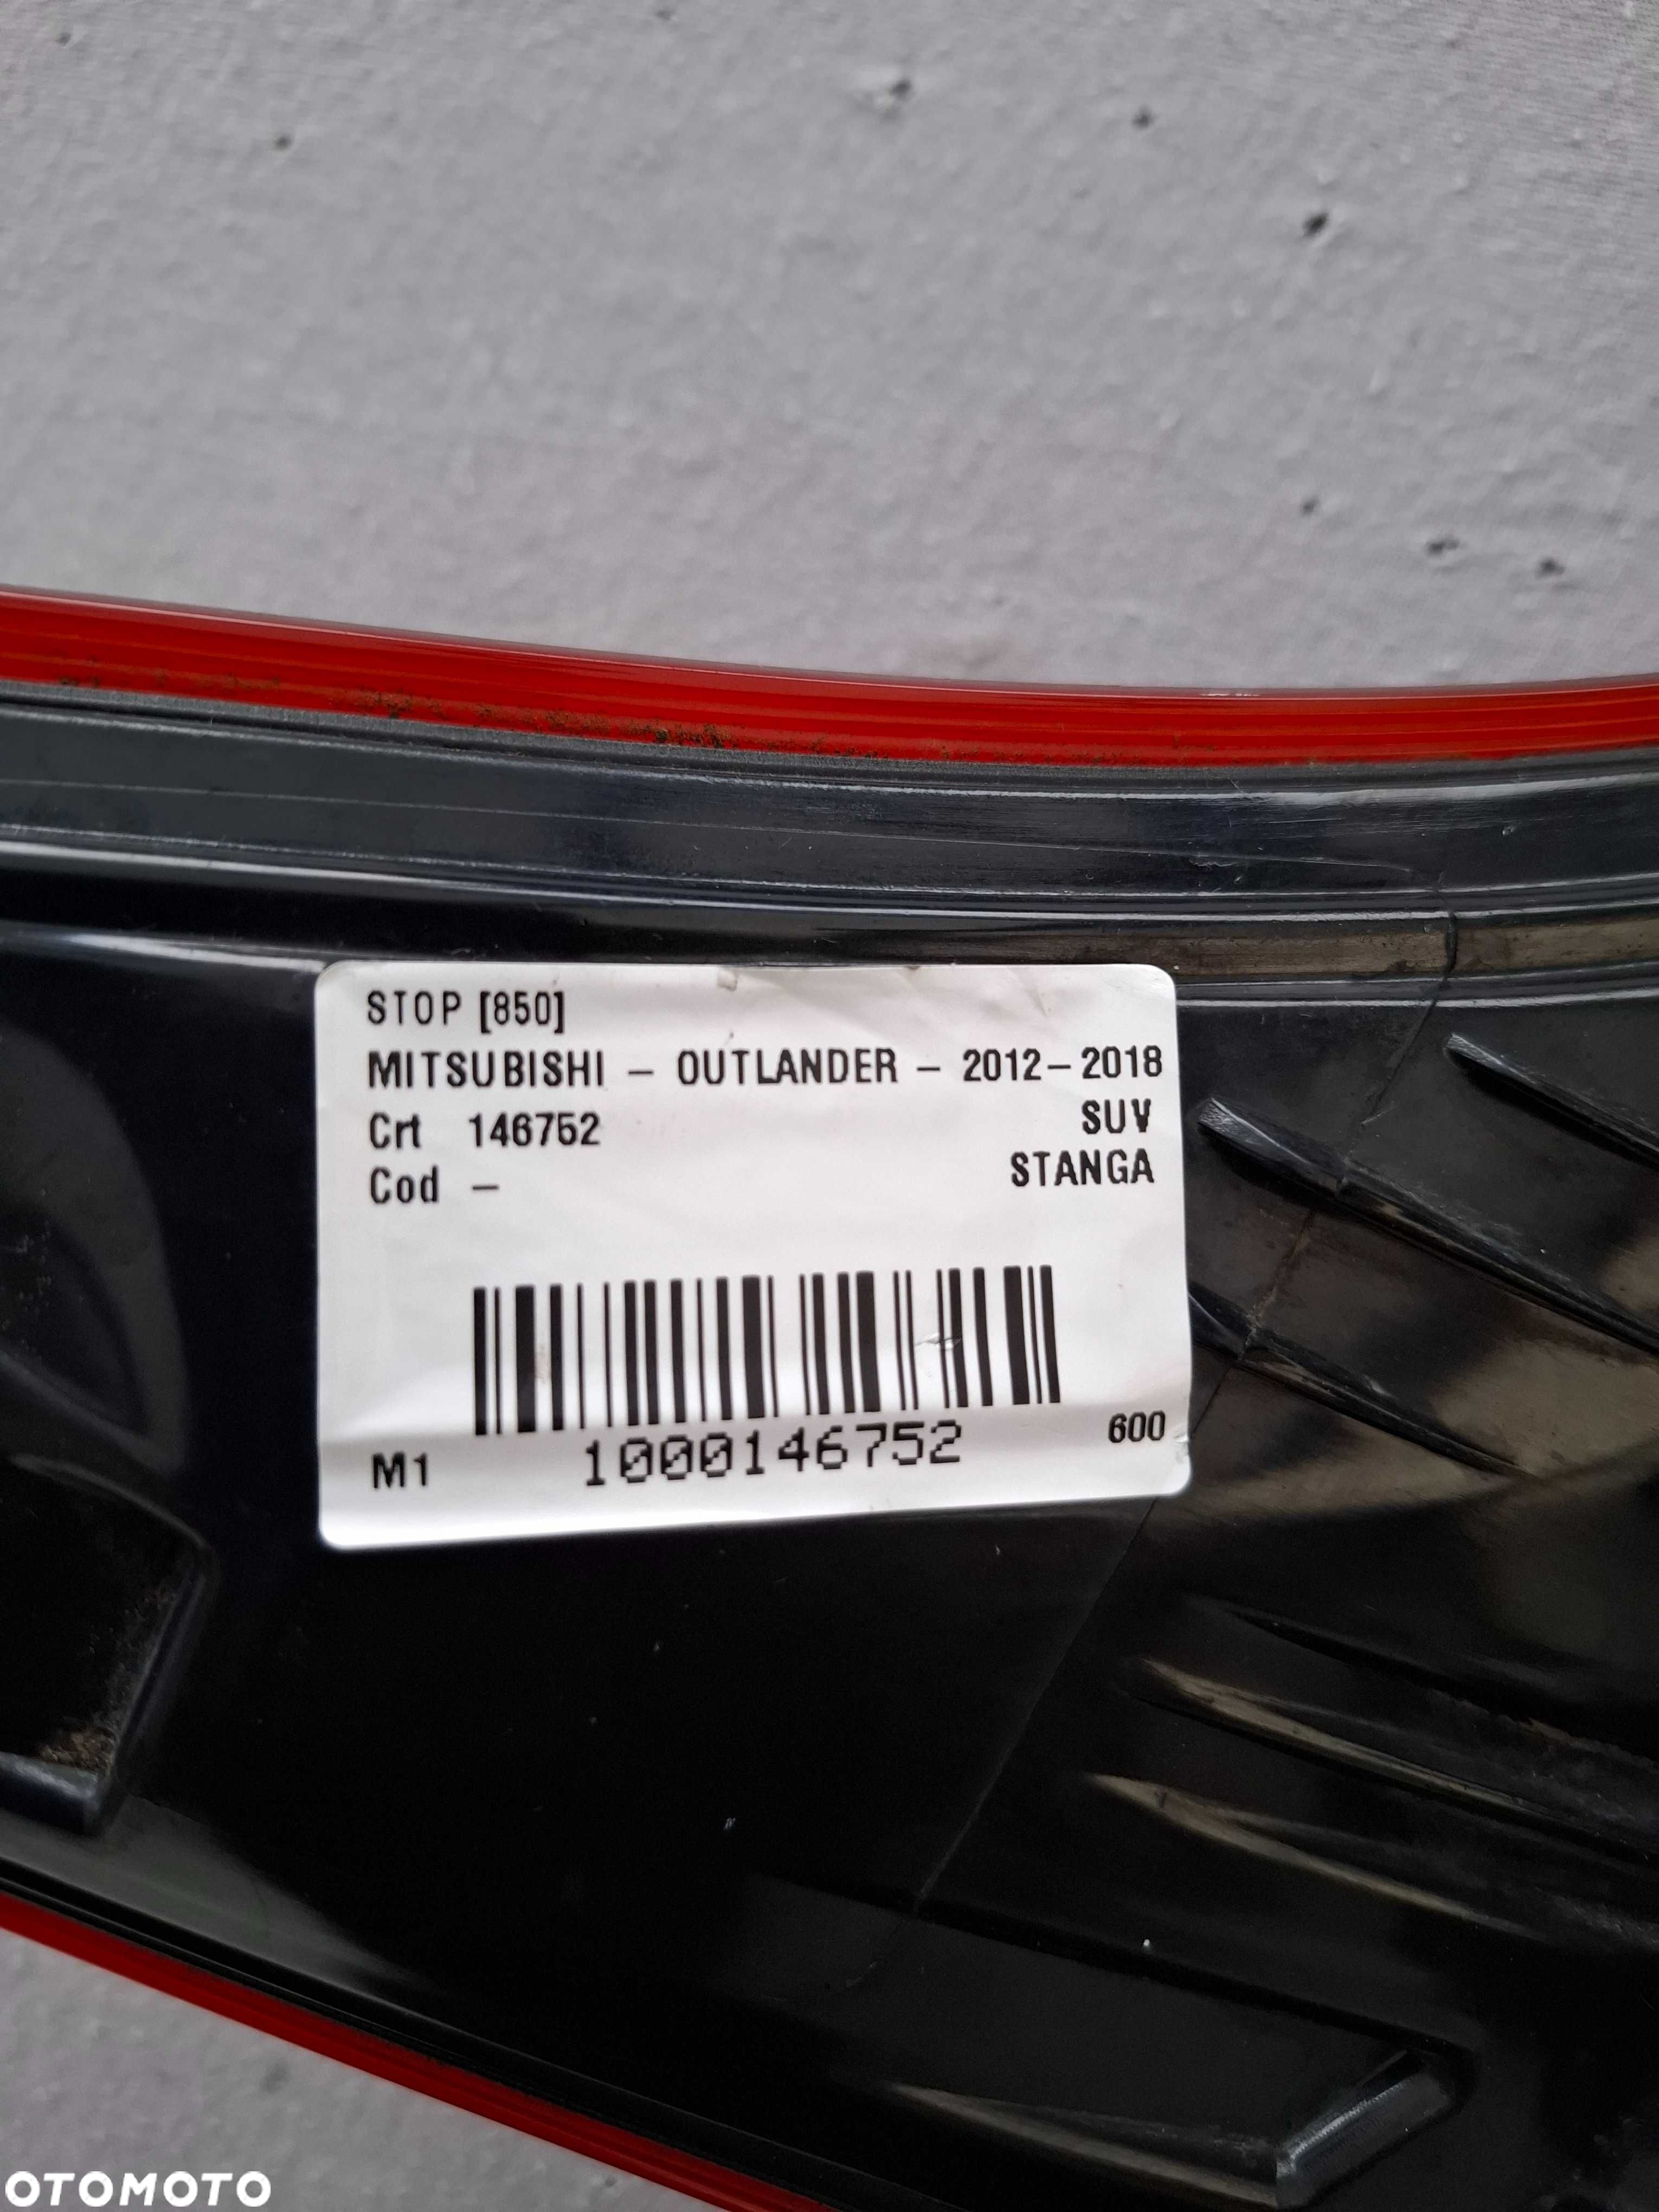 STOP [850]
MITSUBISHI – OUTLANDER – 2012–2018
Crt 146752 SUV
Cod – STANGA
1000146752
M1 600
OTOMOTO